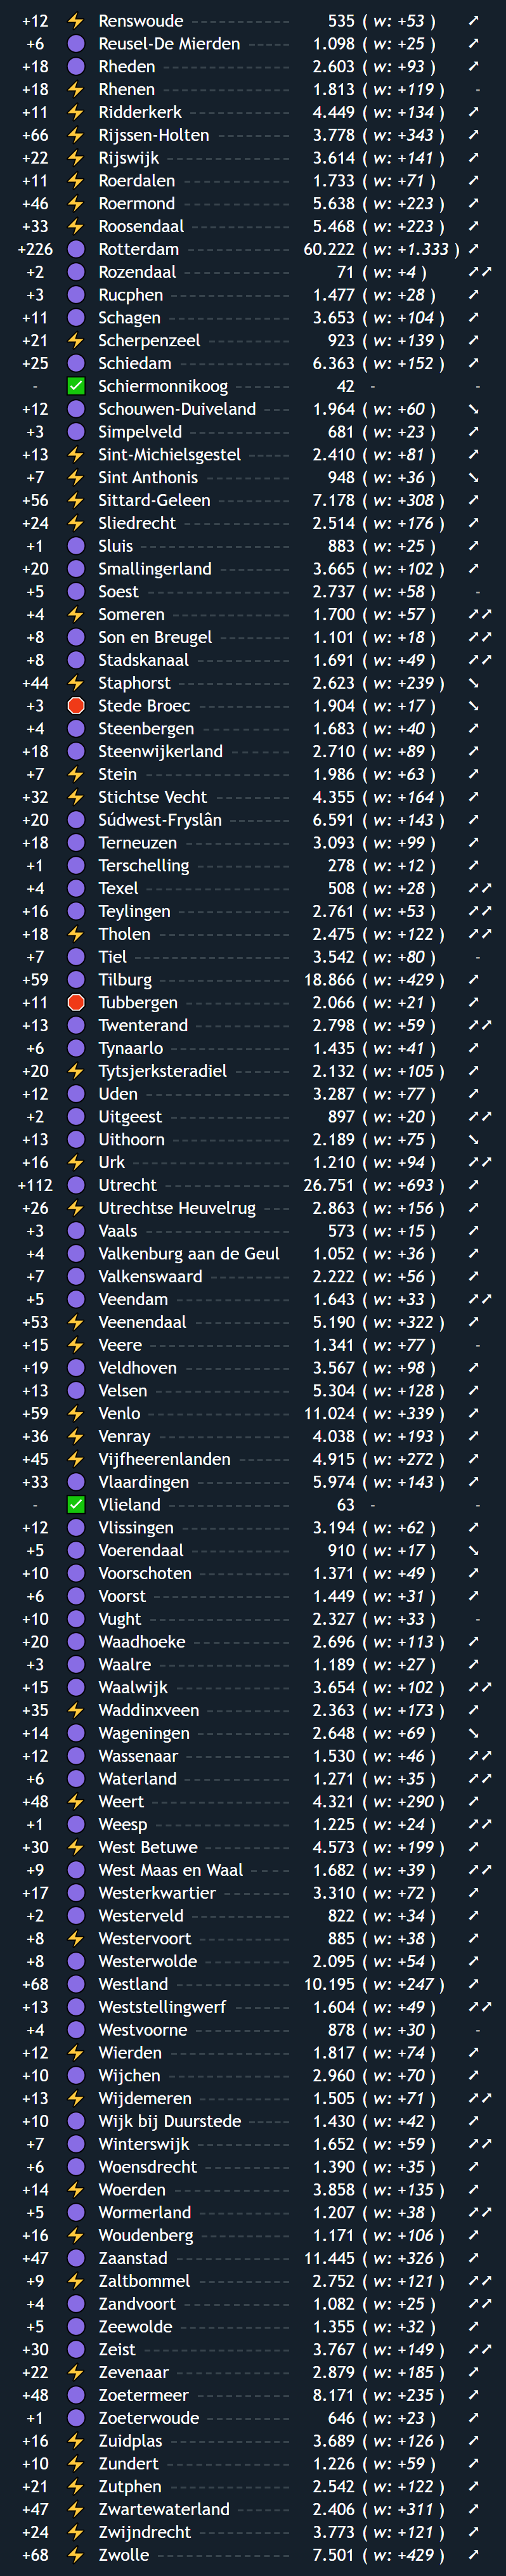 +12 ⚡ Renswoude ------------ 535 ( w: +53 ) ➚
+6 Reusel-De Mierden ------ 1.098 ( w: +25 ) ➚
+18 Rheden ------------ 2.603 ( w: +93 ) ➚
+18 ⚡ Rhenen ------------ 1.813 ( w: +119 ) -
+11 ⚡ Ridderkerk ------------ 4.449 ( w: +134 ) ➚
+66 ⚡ Rijssen-Holten --------- 3.778 ( w: +343 ) ➚
+22 ⚡ Rijswijk ------------ 3.614 ( w: +141 ) ➚
+11 ⚡ Roerdalen ------------ 1.733 ( w: +71 ) ➚
+46 ⚡ Roermond ------------ 5.638 ( w: +223 ) ➚
+33 ⚡ Roosendaal ----------- 5.468 ( w: +223 ) ➚
+226 Rotterdam ------------ 60.222 ( w: +1.333 ) ➚
+2 Rozendaal ------------ 71 ( w: +4 ) ➚➚
+3 Rucphen ------------ 1.477 ( w: +28 ) ➚
+11 Schagen ------------ 3.653 ( w: +104 ) ➚
+21 ⚡ Scherpenzeel --------- 923 ( w: +139 ) ➚
+25 Schiedam ------------ 6.363 ( w: +152 ) ➚
- ✅ Schiermonnikoog ------ 42 - -
+12 Schouwen-Duiveland ---- 1.964 ( w: +60 ) ➘
+3 Simpelveld ------------ 681 ( w: +23 ) ➚
+13 ⚡ Sint-Michielsgestel ----- 2.410 ( w: +81 ) ➚
+7 ⚡ Sint Anthonis ---------- 948 ( w: +36 ) ➘
+56 ⚡ Sittard-Geleen -------- 7.178 ( w: +308 ) ➚
+24 ⚡ Sliedrecht ------------ 2.514 ( w: +176 ) ➚
+1 Sluis ------------ 883 ( w: +25 ) ➚
+20 Smallingerland -------- 3.665 ( w: +102 ) ➚
+5 Soest ------------ 2.737 ( w: +58 ) -
+4 ⚡ Someren ------------ 1.700 ( w: +57 ) ➚➚
+8 Son en Breugel -------- 1.101 ( w: +18 ) ➚➚
+8 Stadskanaal ----------- 1.691 ( w: +49 ) ➚➚
+44 ⚡ Staphorst ------------ 2.623 ( w: +239 ) ➘
+3 🛑 Stede Broec ---------- 1.904 ( w: +17 ) ➘
+4 Steenbergen ---------- 1.683 ( w: +40 ) ➚
+18 Steenwijkerland ------- 2.710 ( w: +89 ) ➚
+7 ⚡ Stein ------------ 1.986 ( w: +63 ) ➚
+32 ⚡ Stichtse Vecht -------- 4.355 ( w: +164 ) ➚
+20 Súdwest-Fryslân ------- 6.591 ( w: +143 ) ➚
+18 Terneuzen ------------ 3.093 ( w: +99 ) ➚
+1 Terschelling ---------- 278 ( w: +12 ) ➚
+4 ⚡ Texel ------------ 508 ( w: +28 ) ➚➚
+16 Teylingen ------------ 2.761 ( w: +53 ) ➚➚
+18 ⚡ Tholen ------------ 2.475 ( w: +122 ) ➚➚
+7 Tiel ------------ 3.542 ( w: +80 ) -
+59 Tilburg ------------ 18.866 ( w: +429 ) ➚
+11 🛑 Tubbergen ------------ 2.066 ( w: +21 ) ➚
+13 Twenterand ----------- 2.798 ( w: +59 ) ➚➚
+6 Tynaarlo ------------ 1.435 ( w: +41 ) ➚
+20 ⚡ Tytsjerksteradiel ------ 2.132 ( w: +105 ) ➚
+12 Uden ------------ 3.287 ( w: +77 ) ➚
+2 Uitgeest ------------ 897 ( w: +20 ) ➚➚
+13 Uithoorn ------------ 2.189 ( w: +75 ) ➘
+16 ⚡ Urk ------------ 1.210 ( w: +94 ) ➚➚
+112 Utrecht ------------ 26.751 ( w: +693 ) ➚
+26 ⚡ Utrechtse Heuvelrug ---- 2.863 ( w: +156 ) ➚
+3 Vaals ------------ 573 ( w: +15 ) ➚
+4 Valkenburg aan de Geul 1.052 ( w: +36 ) ➚
+7 Valkenswaard --------- 2.222 ( w: +56 ) ➚
+5 Veendam ------------ 1.643 ( w: +33 ) ➚➚
+53 ⚡ Veenendaal ----------- 5.190 ( w: +322 ) ➚
+15 ⚡ Veere ------------ 1.341 ( w: +77 ) -
+19 Veldhoven ------------ 3.567 ( w: +98 ) ➚
+13 Velsen ------------ 5.304 ( w: +128 ) ➚
+59 ⚡ Venlo ------------ 11.024 ( w: +339 ) ➚
+36 ⚡ Venray ------------ 4.038 ( w: +193 ) ➚
+45 ⚡ Vijfheerenlanden ------ 4.915 ( w: +272 ) ➚
+33 Vlaardingen ---------- 5.974 ( w: +143 ) ➚
- ✅ Vlieland ------------ 63 - -
+12 Vlissingen ------------ 3.194 ( w: +62 ) ➚
+5 Voerendaal ----------- 910 ( w: +17 ) ➘
+10 Voorschoten ---------- 1.371 ( w: +49 ) ➚
+6 Voorst ------------ 1.449 ( w: +31 ) ➚
+10 Vught ------------ 2.327 ( w: +33 ) -
+20 Waadhoeke ----------- 2.696 ( w: +113 ) ➚
+3 Waalre ------------ 1.189 ( w: +27 ) ➚
+15 Waalwijk ------------ 3.654 ( w: +102 ) ➚➚
+35 ⚡ Waddinxveen --------- 2.363 ( w: +173 ) ➚
+14 Wageningen ---------- 2.648 ( w: +69 ) ➘
+12 Wassenaar ------------ 1.530 ( w: +46 ) ➚➚
+6 Waterland ------------ 1.271 ( w: +35 ) ➚➚
+48 ⚡ Weert ------------ 4.321 ( w: +290 ) ➚
+1 Weesp ------------ 1.225 ( w: +24 ) ➚➚
+30 ⚡ West Betuwe ---------- 4.573 ( w: +199 ) ➚
+9 West Maas en Waal ----- 1.682 ( w: +39 ) ➚➚
+17 Westerkwartier -------- 3.310 ( w: +72 ) ➚
+2 Westerveld ----------- 822 ( w: +34 ) ➚
+8 ⚡ Westervoort ---------- 885 ( w: +38 ) ➚
+8 Westerwolde ---------- 2.095 ( w: +54 ) ➚
+68 Westland ------------ 10.195 ( w: +247 ) ➚
+13 Weststellingwerf ------ 1.604 ( w: +49 ) ➚➚
+4 Westvoorne ----------- 878 ( w: +30 ) -
+12 ⚡ Wierden ------------ 1.817 ( w: +74 ) ➚
+10 Wijchen ------------ 2.960 ( w: +70 ) ➚
+13 ⚡ Wijdemeren ---------- 1.505 ( w: +71 ) ➚➚
+10 Wijk bij Duurstede ----- 1.430 ( w: +42 ) ➚
+7 Winterswijk ----------- 1.652 ( w: +59 ) ➚➚
+6 Woensdrecht ---------- 1.390 ( w: +35 ) ➚
+14 ⚡ Woerden ------------ 3.858 ( w: +135 ) ➚
+5 Wormerland ---------- 1.207 ( w: +38 ) ➚➚
+16 ⚡ Woudenberg ---------- 1.171 ( w: +106 ) ➚
+47 Zaanstad ------------ 11.445 ( w: +326 ) ➚
+9 ⚡ Zaltbommel ----------- 2.752 ( w: +121 ) ➚➚
+4 Zandvoort ------------ 1.082 ( w: +25 ) ➚➚
+5 Zeewolde ------------ 1.355 ( w: +32 ) ➚
+30 Zeist ------------ 3.767 ( w: +149 ) ➚➚
+22 ⚡ Zevenaar ------------ 2.879 ( w: +185 ) ➚
+48 Zoetermeer ----------- 8.171 ( w: +235 ) ➚
+1 Zoeterwoude ---------- 646 ( w: +23 ) ➚
+16 ⚡ Zuidplas ------------ 3.689 ( w: +126 ) ➚
+10 ⚡ Zundert ------------ 1.226 ( w: +59 ) ➚
+21 ⚡ Zutphen ------------ 2.542 ( w: +122 ) ➚
+47 ⚡ Zwartewaterland ------ 2.406 ( w: +311 ) ➚
+24 ⚡ Zwijndrecht ---------- 3.773 ( w: +121 ) ➚
+68 ⚡ Zwolle ------------ 7.501 ( w: +429 ) ➚